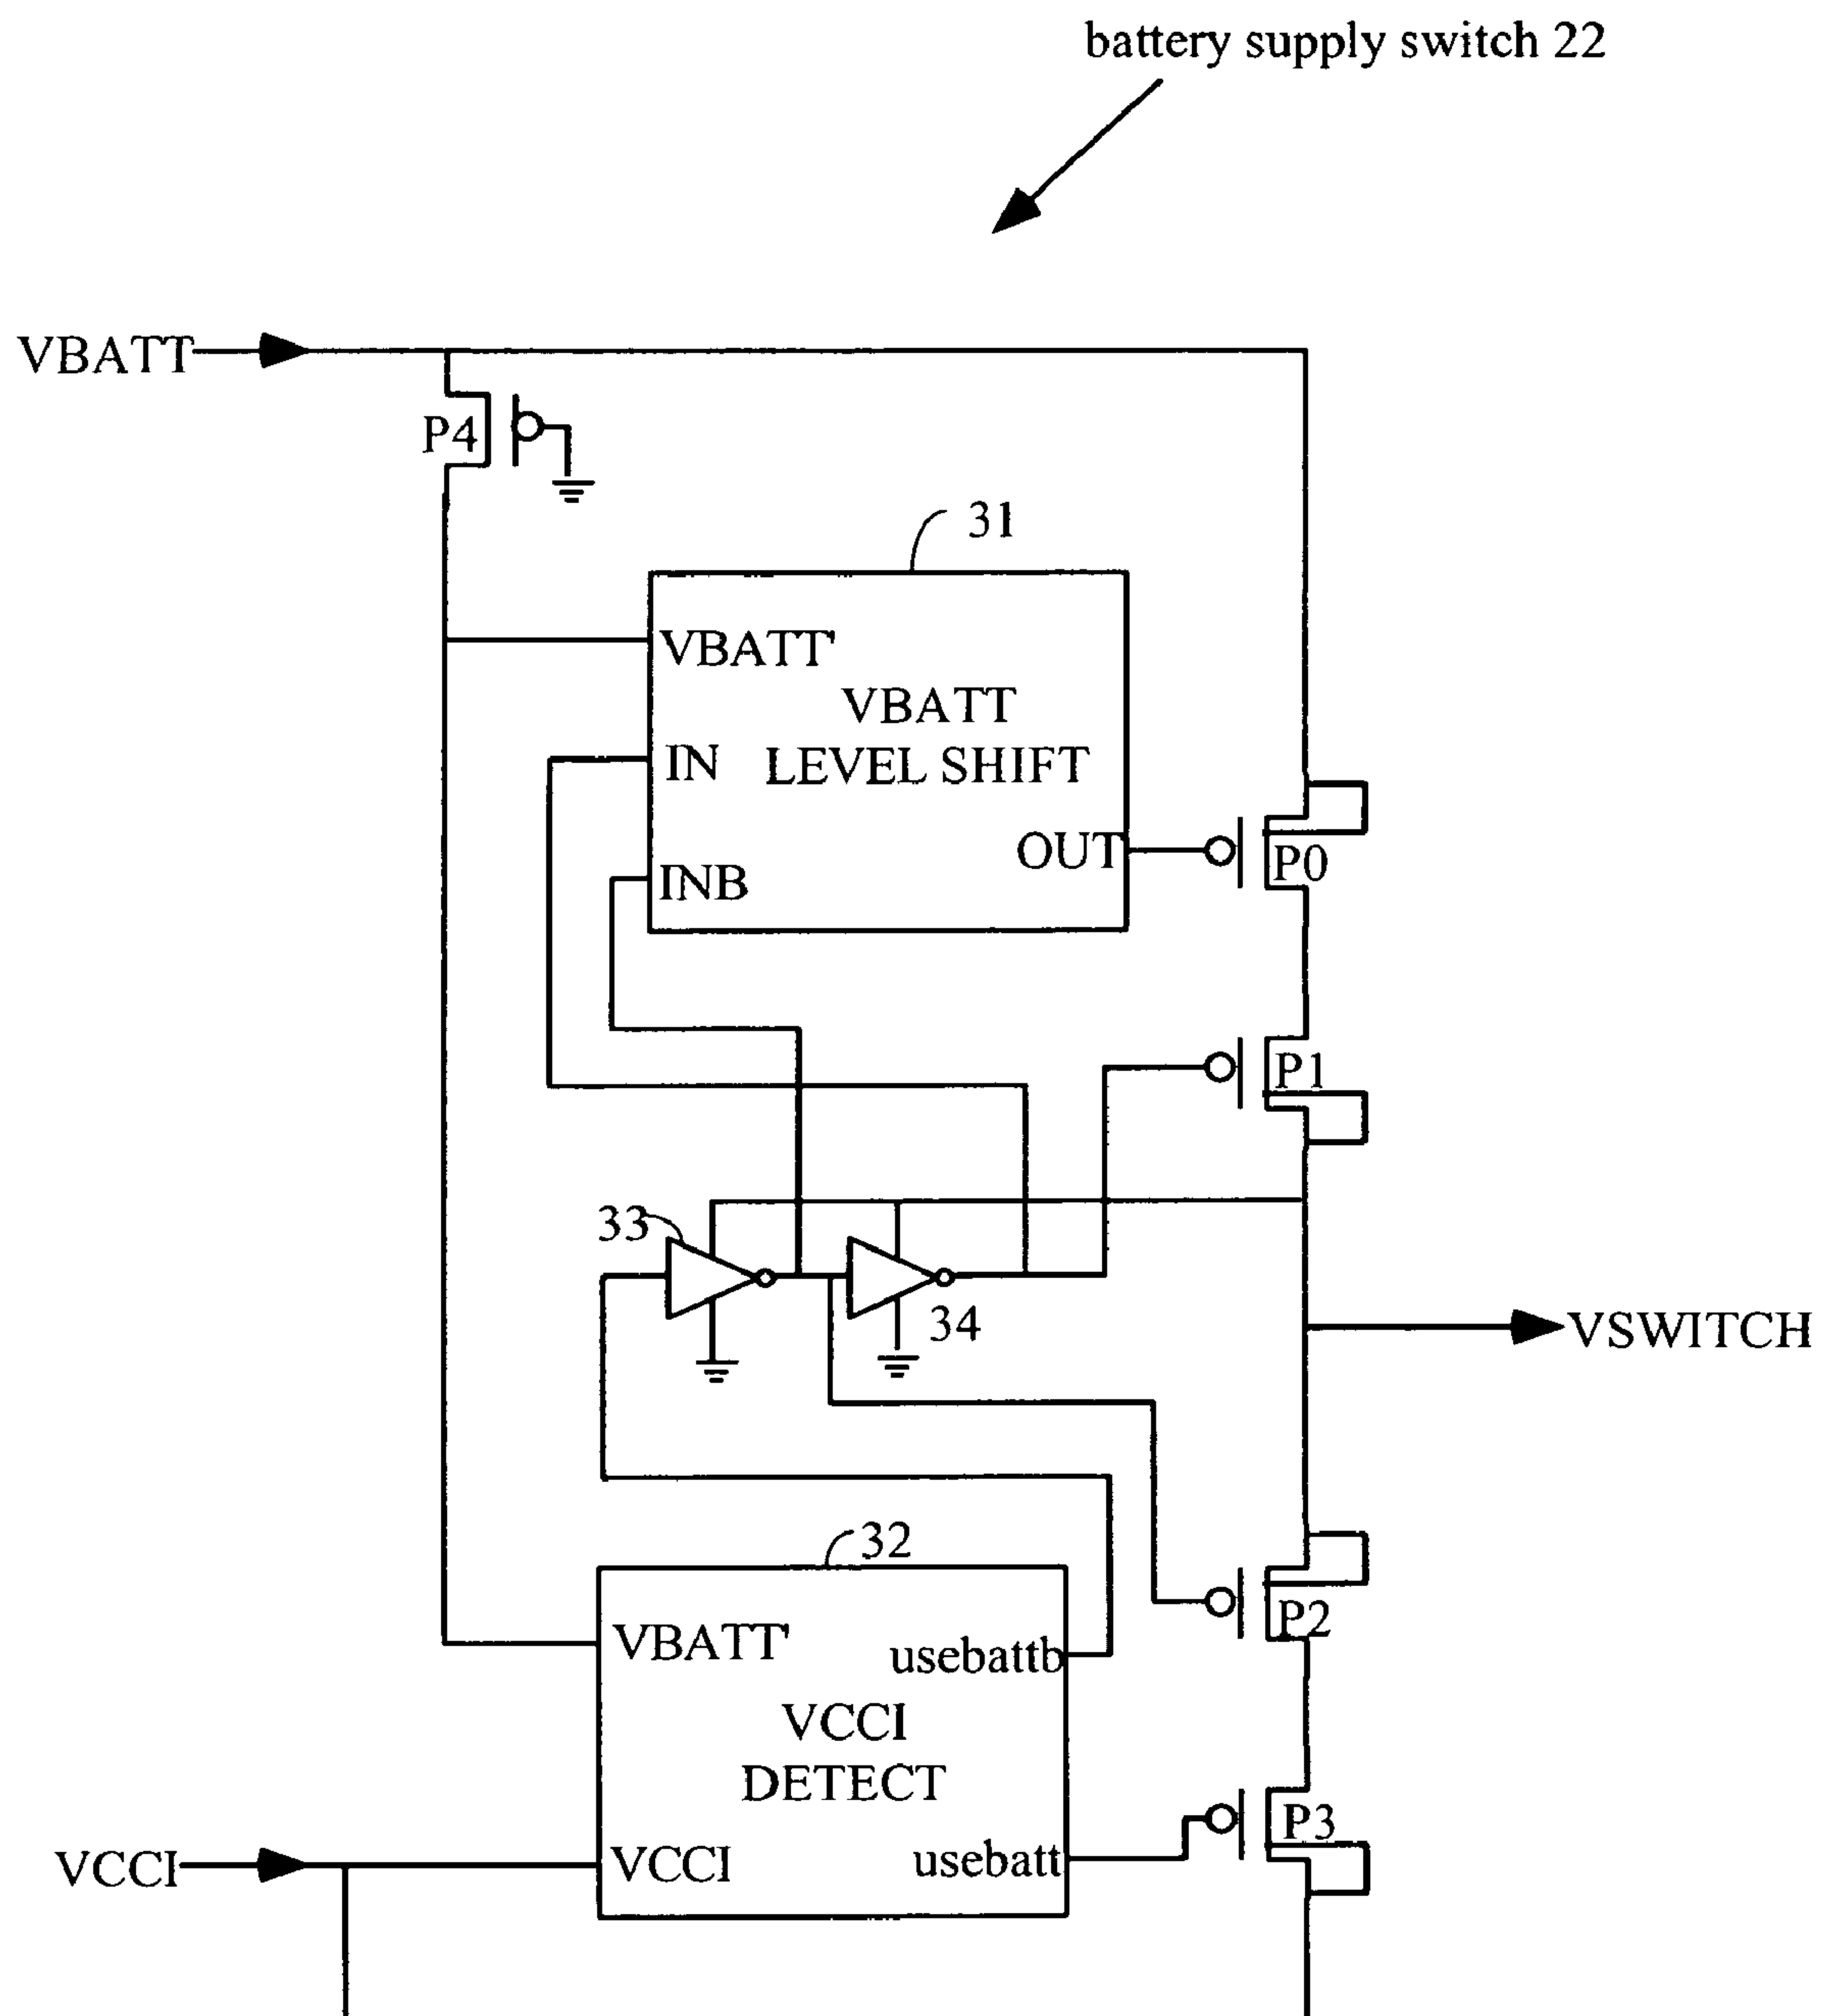 battery supply switch 22
VBATT
P4
31
VBATT'
VBATT
IN
LEVEL SHIFT
OUT
P0
INB
P1
33
34
VSWITCH
32
P2
VBATT'
usebattb
VCCI
DETECT
P3
VCCI
VCCI
usebatt